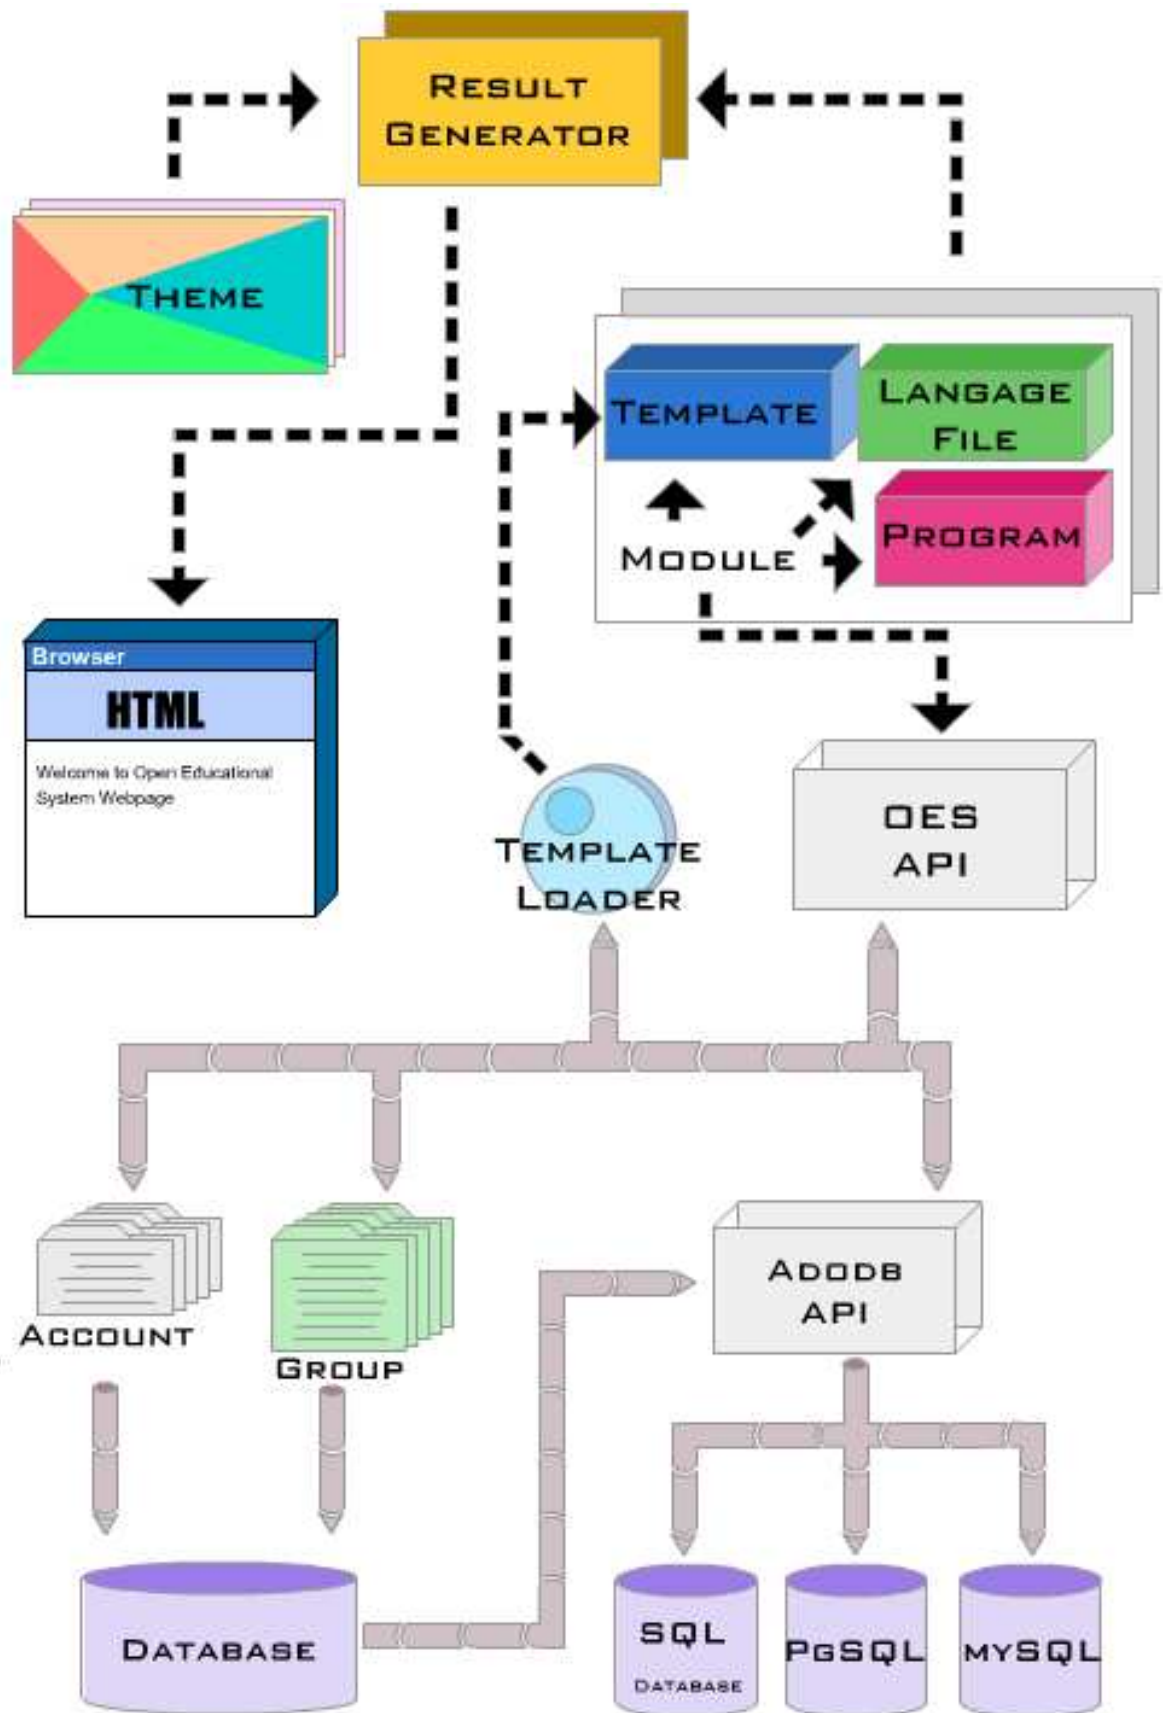 RESULT
GENERATOR
THEME
TEMPLATE
LANGAGE
FILE
PROGRAM
MODULE
Browser
HTML
Welcome to Open Educational
System Webpage
TEMPLATE
LOADER
OES
API
ACCOUNT
GROUP
ADODB
API
DATABASE
SQL
DATABASE
PGSQL
MYSQL